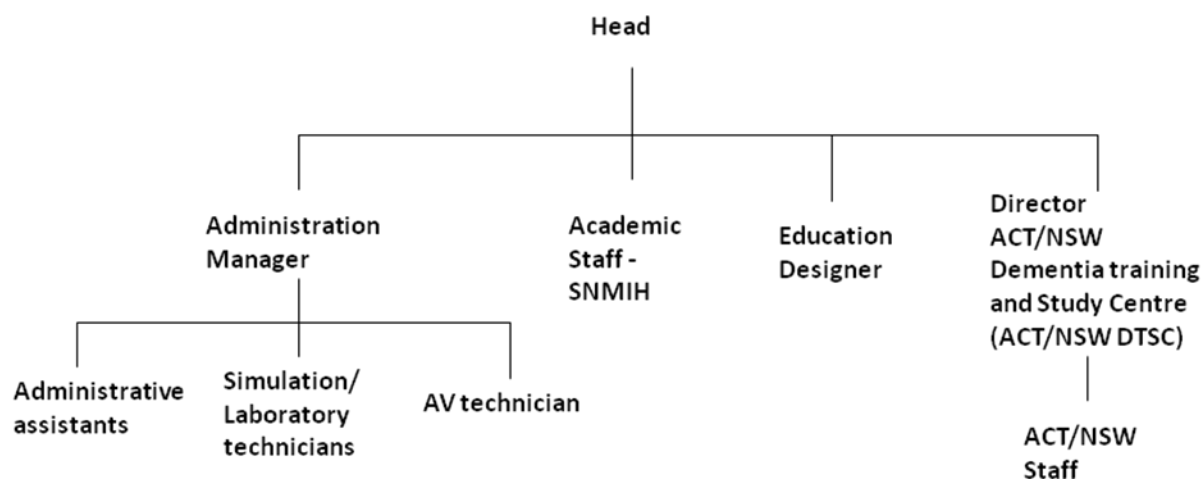 Head
Administration
Manager
Academic
Staff -
SNMIH
Education
Designer
Director
ACT/NSW
Dementia training
and Study Centre
(ACT/NSW DTSC)
Administrative
assistants
Simulation/
Laboratory
technicians
AV technician
ACT/NSW
Staff